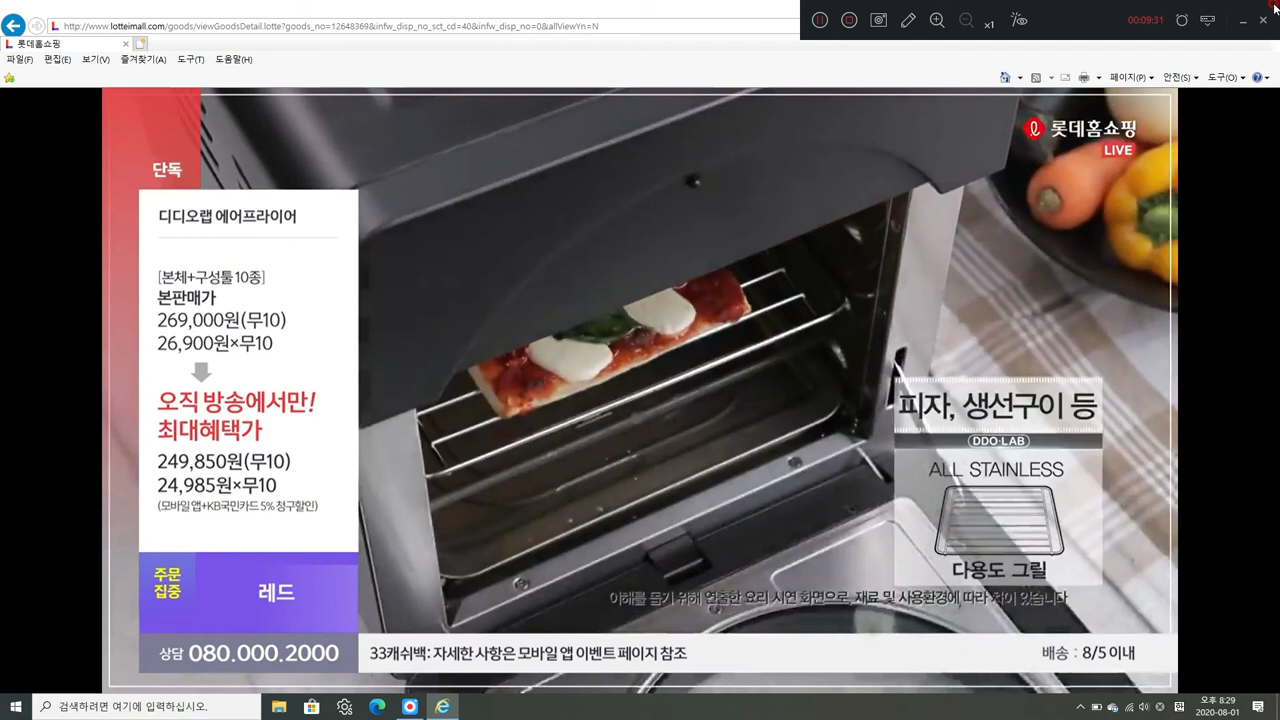 http://www.lotteimall.com/goods/viewGoodsDetail.lotte?goods_no=12648369&infw_disp_no_sct_cd=40&infw_disp_no=0&allViewYn=N
×1
00:09:31
롯데홈쇼핑
파일(F) 편집(E) 보기(V) 즐겨찾기(A) 도구(T) 도움말(H)
페이지(P) 안전(S) 도구(O)
롯데홈쇼핑
LIVE
단독
디디오랩 에어프라이어
[본체+구성툴 10종]
본판매가
269,000원(무10)
26,900원×무10
오직 방송에서만!
최대혜택가
249,850원(무10)
24,985원×무10
(모바일 앱+KB국민카드 5% 청구할인)
주문
집중
레드
피자, 생선구이 등
DDO·LAB
ALL STAINLESS
다용도 그릴
이해를 돕기 위해 연출한 요리 시연 화면으로, 재료 및 사용환경에 따라 차이 있습니다
상담 080.000.2000
33캐쉬백: 자세한 사항은 모바일 앱 이벤트 페이지 참조
배송 : 8/5 이내
검색하려면 여기에 입력하십시오.
오후 8:29
2020-08-01